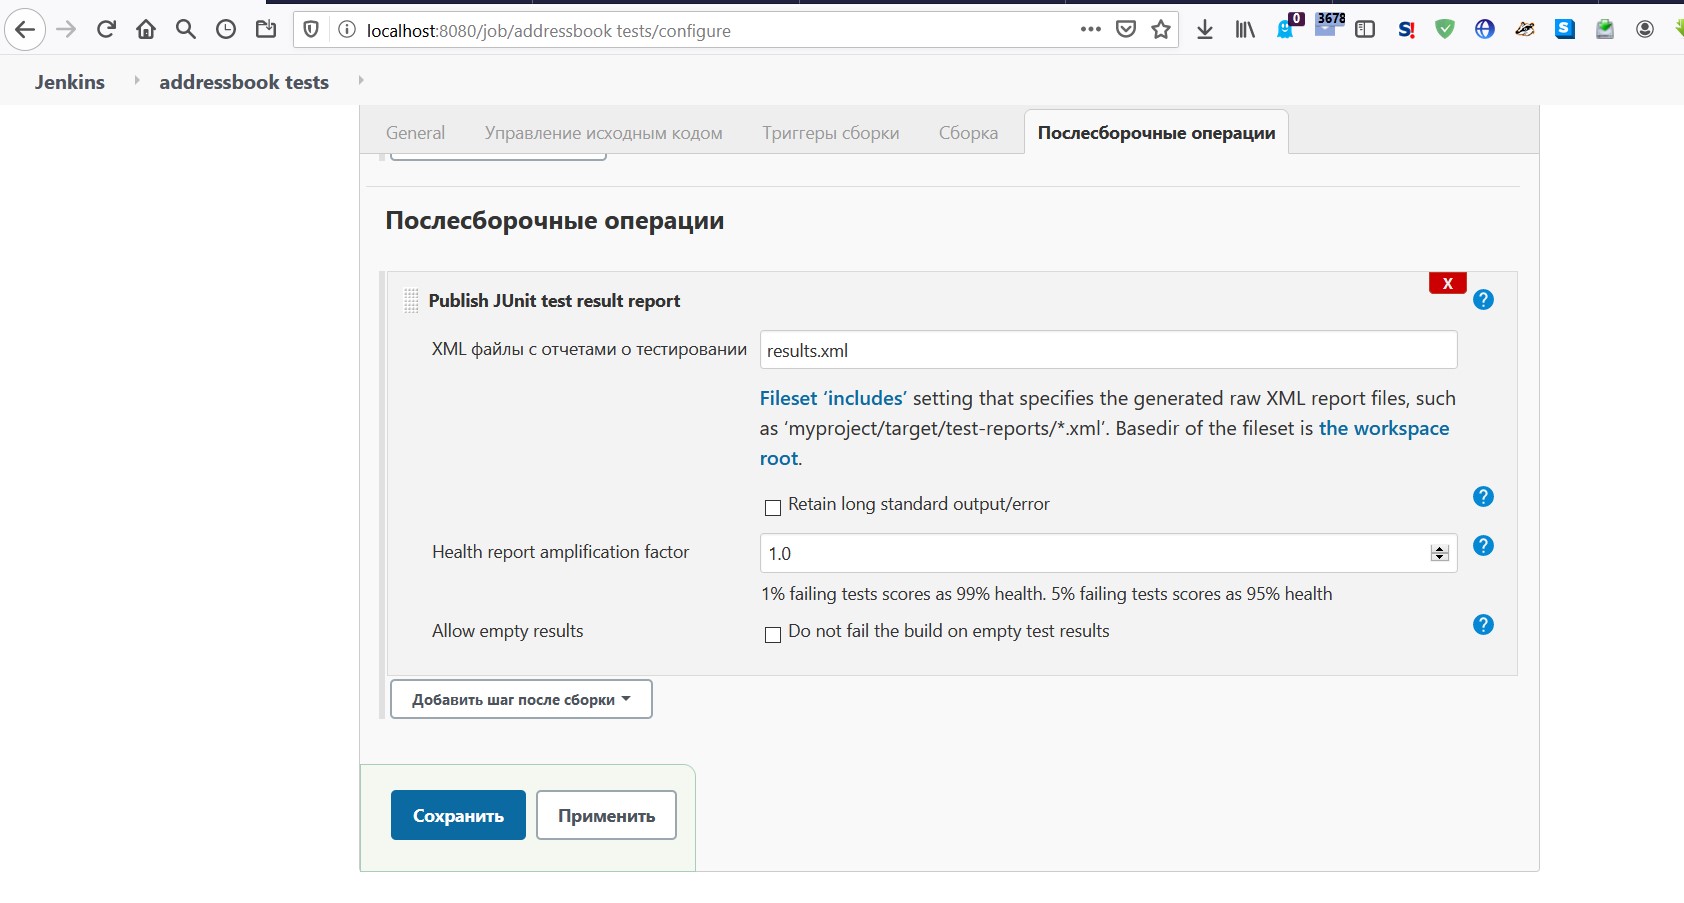 localhost:8080/job/addressbook tests/configure
0
3678
S!
S
Jenkins addressbook tests
General Управление исходным кодом Триггеры сборки Сборка Послесборочные операции
Послесборочные операции
X
Publish JUnit test result report ?
XML файлы с отчетами о тестировании results.xml
Fileset ‘includes’ setting that specifies the generated raw XML report files, such
as ‘myproject/target/test-reports/*.xml’. Basedir of the fileset is the workspace
root.
Retain long standard output/error ?
Health report amplification factor 1.0 ?
1% failing tests scores as 99% health. 5% failing tests scores as 95% health
Allow empty results Do not fail the build on empty test results ?
Добавить шаг после сборки
Сохранить Применить